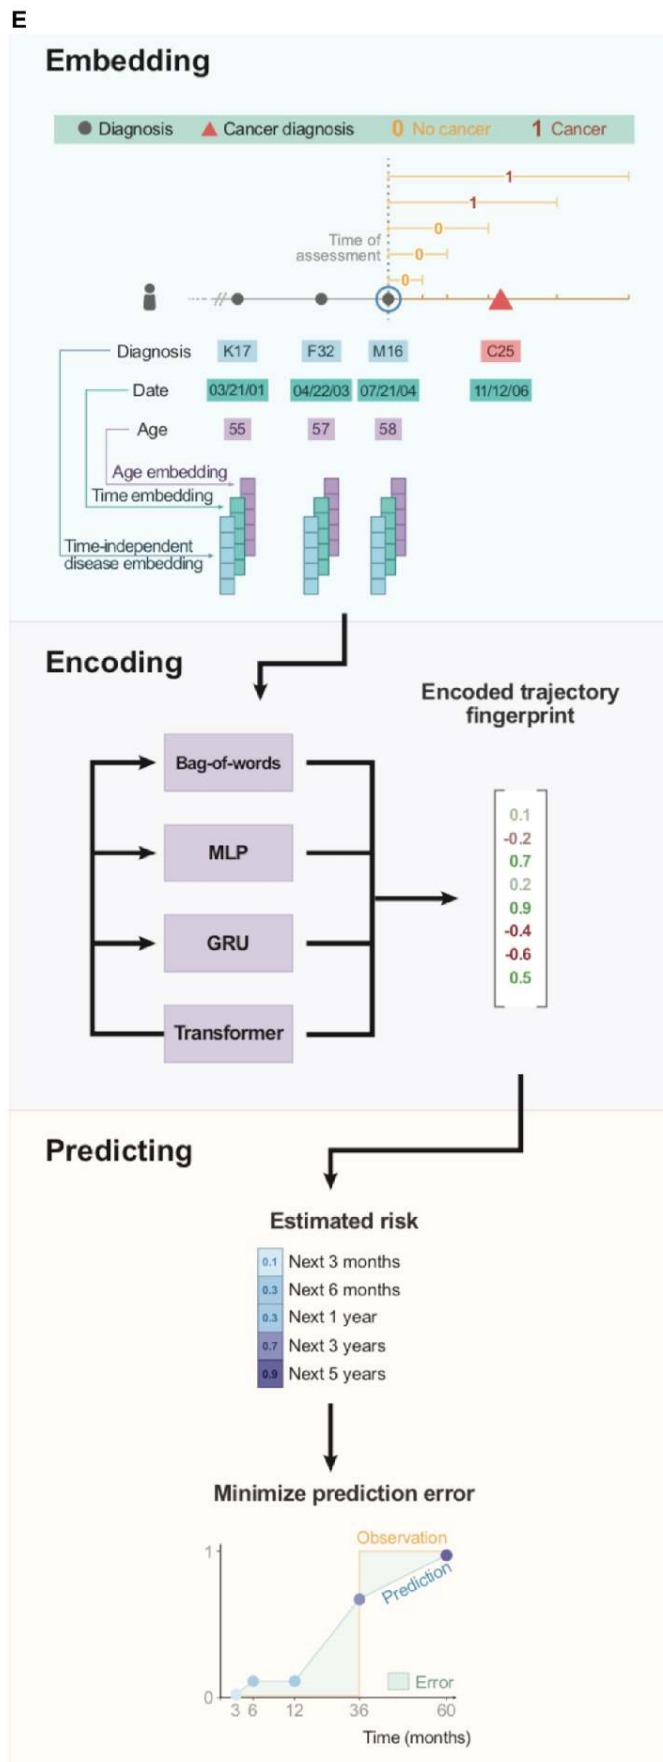 E
Embedding
Diagnosis Cancer diagnosis 0 No cancer 1 Cancer
1
1
0
Time of
assessment
0
0
Diagnosis K17 F32 M16 C25
Date 03/21/01 04/22/03 07/21/04 11/12/06
Age 55 57 58
Age embedding
Time embedding
Time-independent
disease embedding
Encoding
Encoded trajectory
fingerprint
Bag-of-words
MLP
GRU
Transformer
0.1
-0.2
0.7
0.2
0.9
-0.4
-0.6
0.5
Predicting
Estimated risk
0.1 Next 3 months
0.3 Next 6 months
0.3 Next 1 year
0.7 Next 3 years
0.9 Next 5 years
Minimize prediction error
Observation
1
Prediction
Error
0
3 6 12 36 60
Time (months)